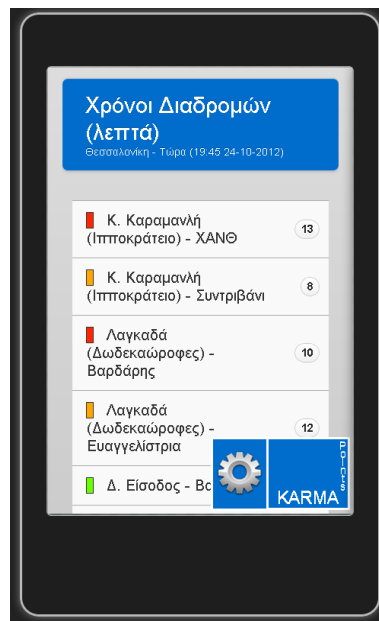 Χρόνοι Διαδρομών
(λεπτά)
Θεσσαλονίκη - Τώρα (19:45 24-10-2012)
Κ. Καραμανλή
(Ιπποκράτειο) - ΧΑΝΘ
13
Κ. Καραμανλή
(Ιπποκράτειο) - Συντριβάνι
8
Λαγκαδά
(Δωδεκαώροφες) -
Βαρδάρης
10
Λαγκαδά
(Δωδεκαώροφες) -
Ευαγγελίστρια
12
Δ. Είσοδος -
KARMA
Points